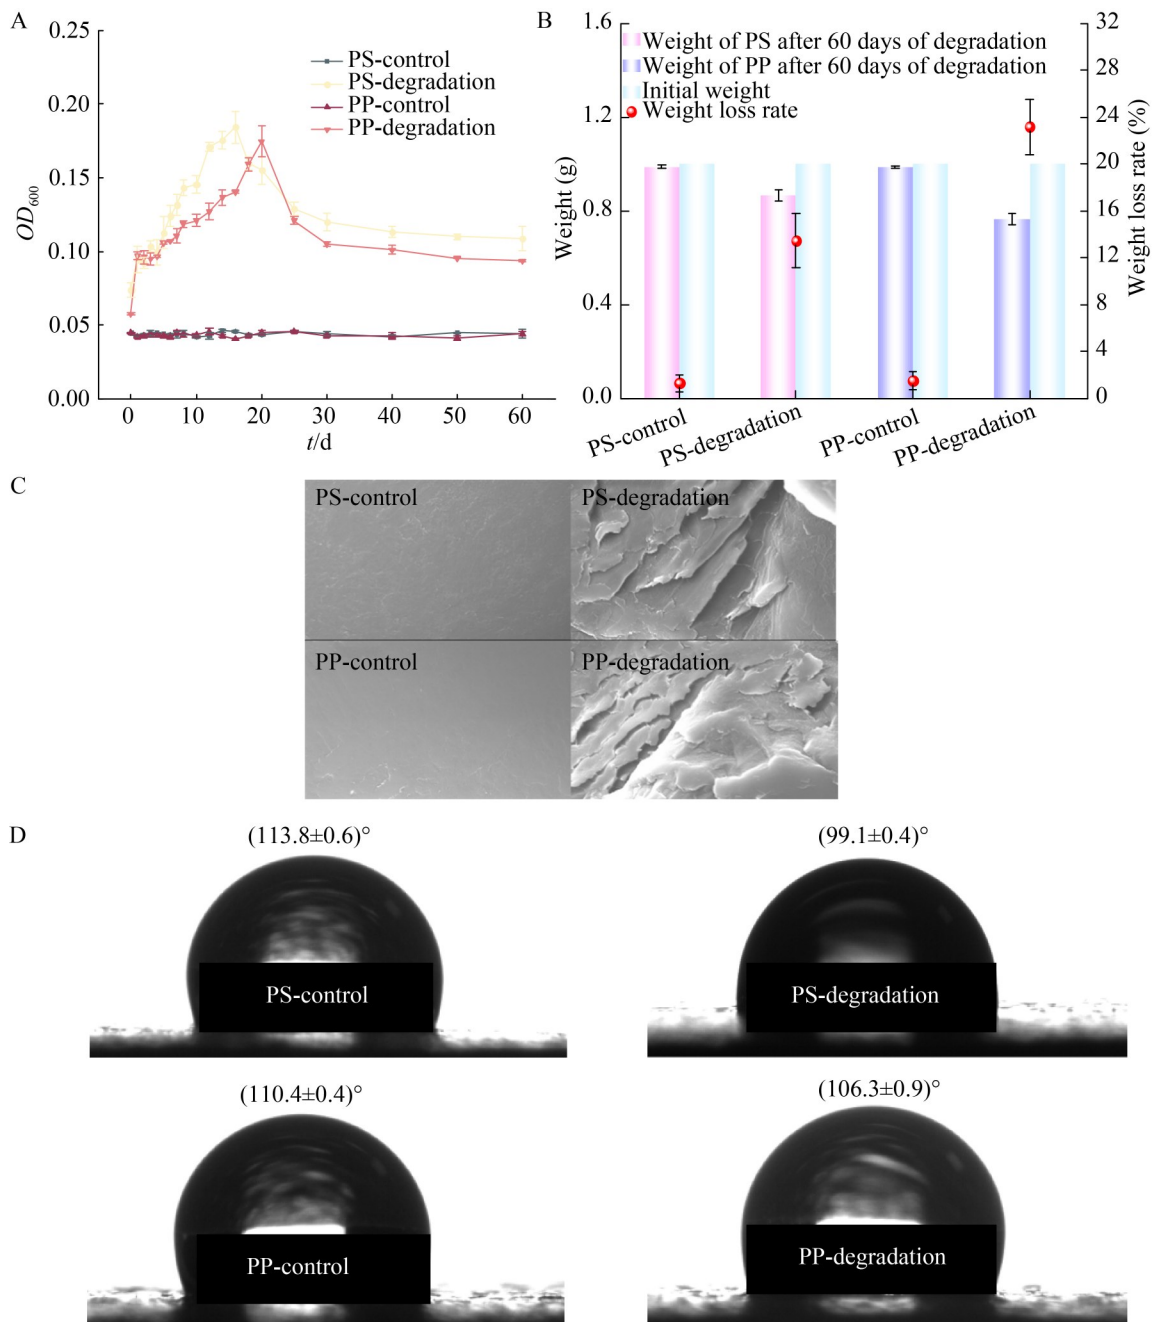 A
0.25
0.20
0.15
0.10
0.05
0.00
OD600
0
10
20
30
40
50
60
t/d
PS-control
PS-degradation
PP-control
PP-degradation
B
1.6
1.2
0.8
0.4
0.0
Weight (g)
Weight of PS after 60 days of degradation
Weight of PP after 60 days of degradation
Initial weight
Weight loss rate
32
28
24
20
16
12
8
4
0
Weight loss rate (%)
PS-control
PS-degradation
PP-control
PP-degradation
C
PS-control
PS-degradation
PP-control
PP-degradation
D
(113.8±0.6)°
(99.1±0.4)°
PS-control
PS-degradation
(110.4±0.4)°
(106.3±0.9)°
PP-control
PP-degradation